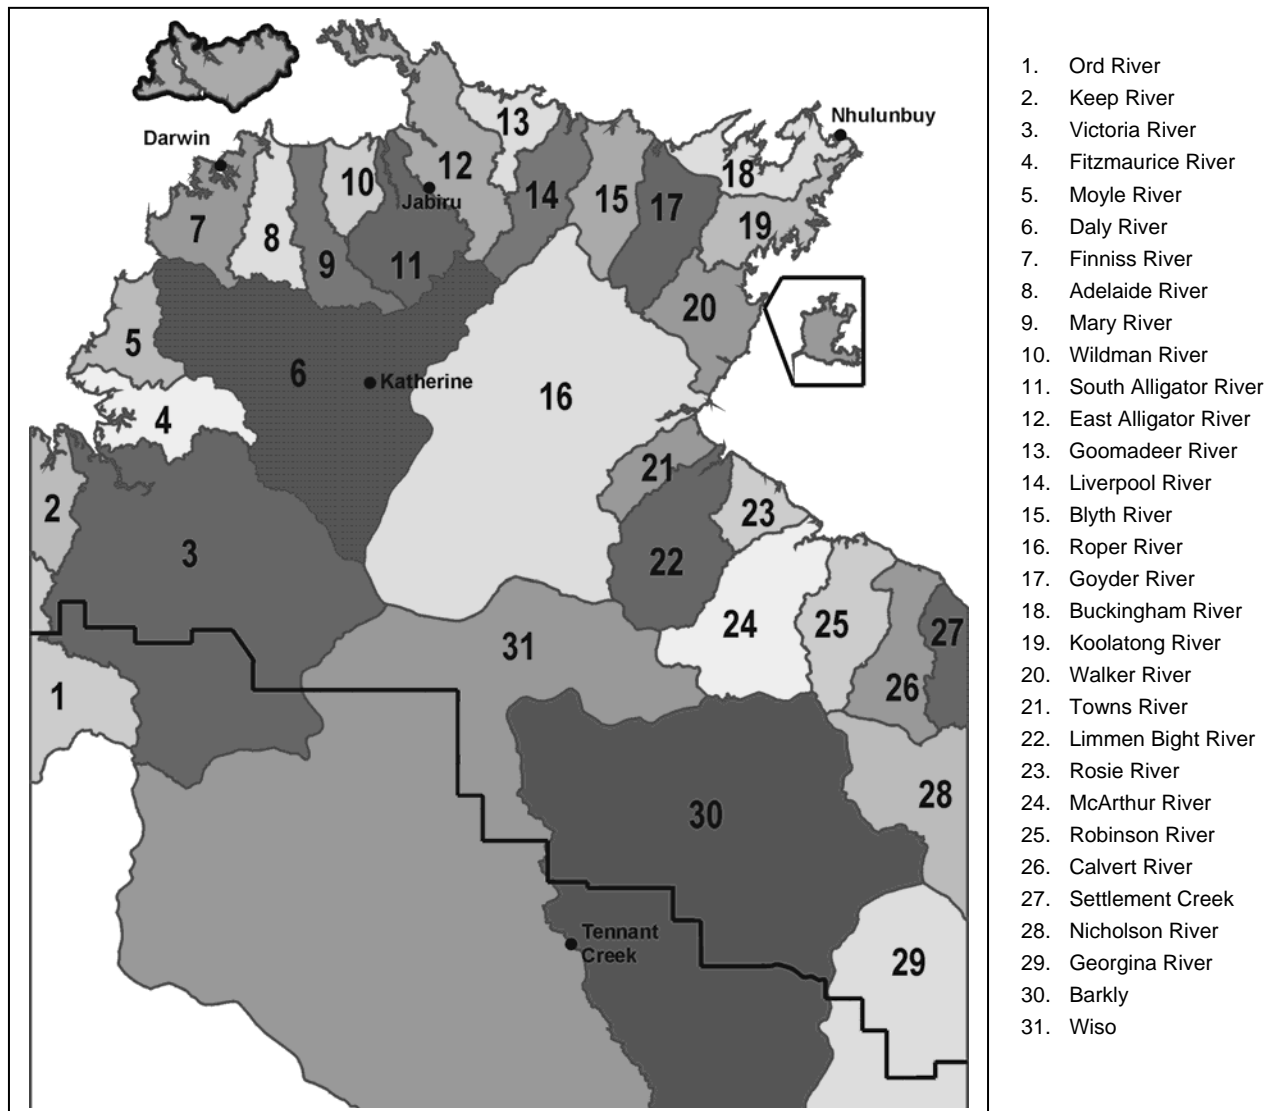 Darwin
Nhulunbuy
Jabiru
Katherine
Tennant
Creek
13
12
10
18
14
15
17
7
8
19
9
11
20
5
6
16
4
21
2
23
3
22
24
25
27
31
1
26
28
30
29
1. Ord River
2. Keep River
3. Victoria River
4. Fitzmaurice River
5. Moyle River
6. Daly River
7. Finniss River
8. Adelaide River
9. Mary River
10. Wildman River
11. South Alligator River
12. East Alligator River
13. Goomadeer River
14. Liverpool River
15. Blyth River
16. Roper River
17. Goyder River
18. Buckingham River
19. Koolatong River
20. Walker River
21. Towns River
22. Limmen Bight River
23. Rosie River
24. McArthur River
25. Robinson River
26. Calvert River
27. Settlement Creek
28. Nicholson River
29. Georgina River
30. Barkly
31. Wiso